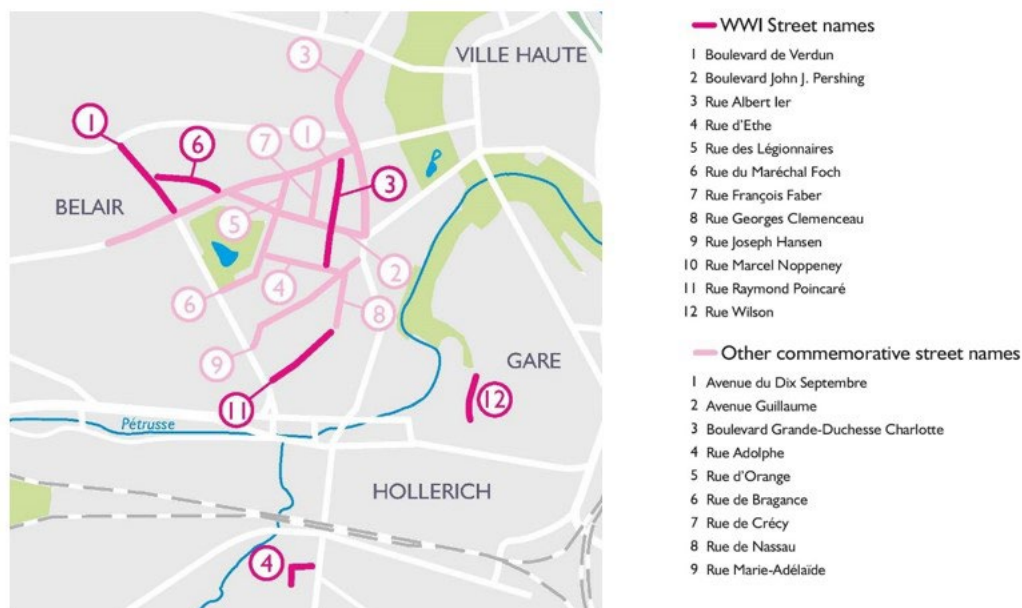 VILLE HAUTE
3
1
6
7
1
3
BELAIR
5
2
4
6
8
9
GARE
11
12
Pétrusse
HOLLERICH
4
WWI Street names
1 Boulevard de Verdun
2 Boulevard John J. Pershing
3 Rue Albert Ier
4 Rue d'Ethe
5 Rue des Légionnaires
6 Rue du Maréchal Foch
7 Rue François Faber
8 Rue Georges Clemenceau
9 Rue Joseph Hansen
10 Rue Marcel Noppeney
11 Rue Raymond Poincaré
12 Rue Wilson
Other commemorative street names
1 Avenue du Dix Septembre
2 Avenue Guillaume
3 Boulevard Grande-Duchesse Charlotte
4 Rue Adolphe
5 Rue d'Orange
6 Rue de Bragance
7 Rue de Crécy
8 Rue de Nassau
9 Rue Marie-Adélaïde